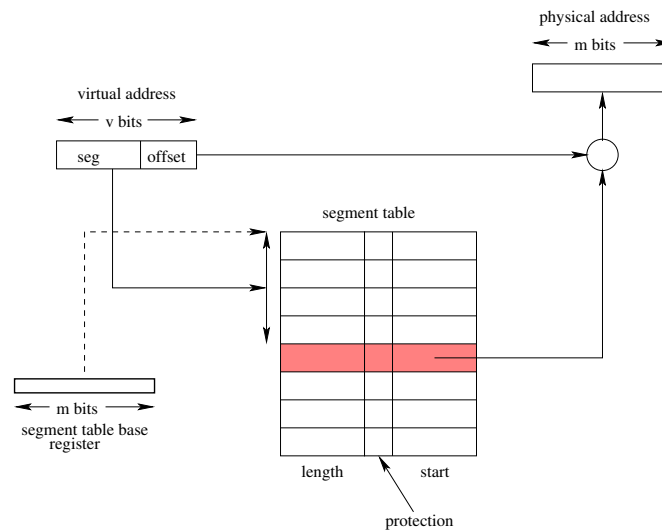 physical address
m bits
virtual address
v bits
seg
offset
segment table
m bits
segment table base
register
length
start
protection